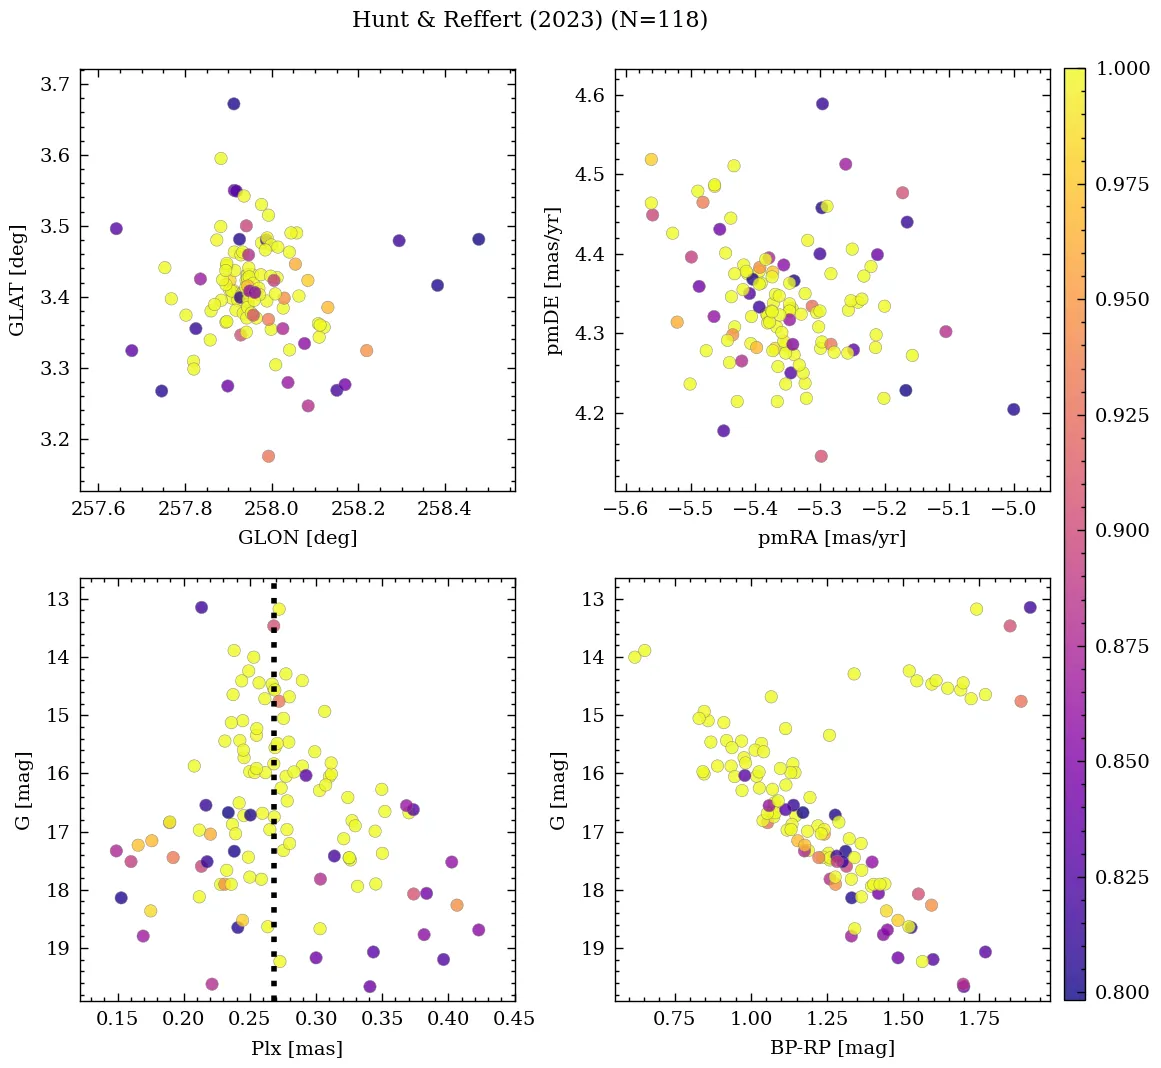 Hunt & Reffert (2023) (N=118)
3.7
3.6
3.5
3.4
3.3
3.2
GLAT [deg]
257.6 257.8 258.0 258.2 258.4
GLON [deg]
4.6
4.5
4.4
4.3
4.2
pmDE [mas/yr]
−5.6 −5.5 −5.4 −5.3 −5.2 −5.1 −5.0
pmRA [mas/yr]
13
14
15
16
17
18
19
G [mag]
0.15 0.20 0.25 0.30 0.35 0.40 0.45
Plx [mas]
13
14
15
16
17
18
19
G [mag]
0.75 1.00 1.25 1.50 1.75
BP-RP [mag]
1.000
0.975
0.950
0.925
0.900
0.875
0.850
0.825
0.800